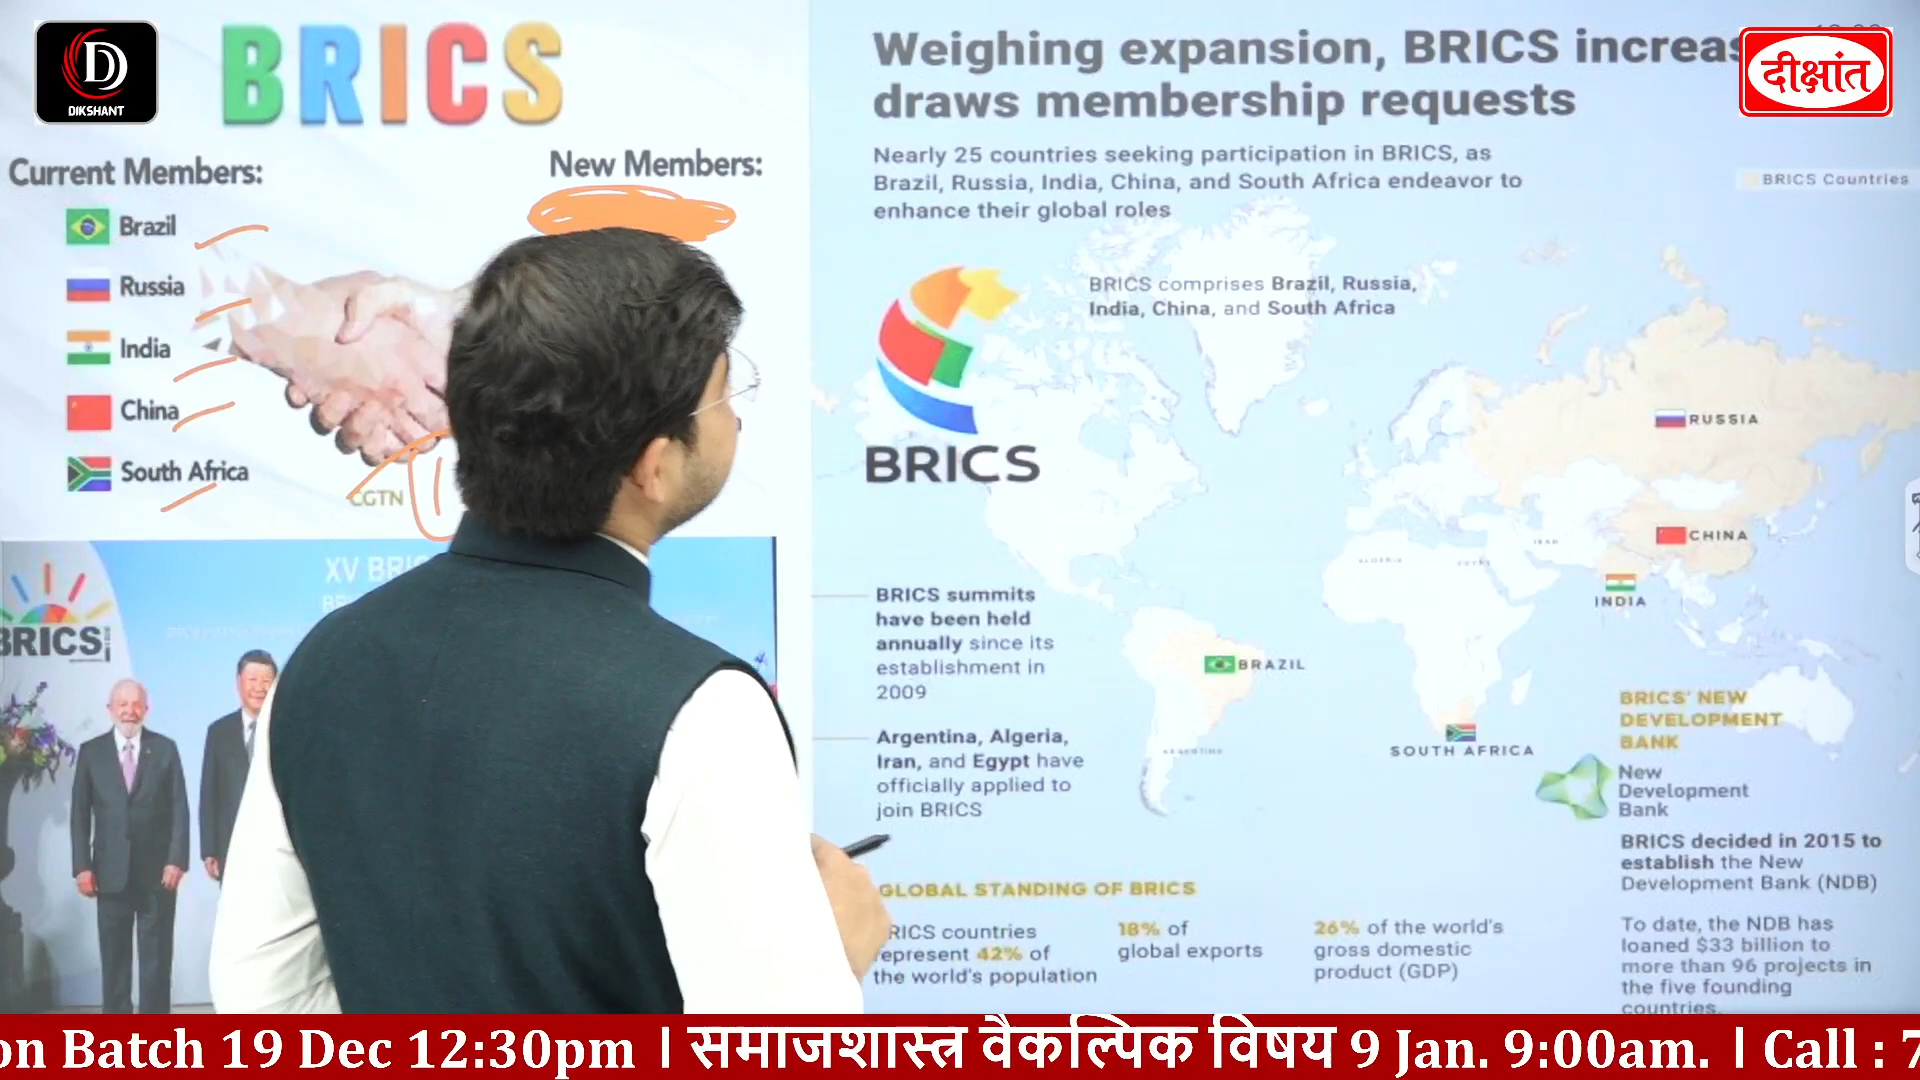 DIKSHANT
BRICS
Current Members:
Brazil
Russia
India
China
South Africa
New Members:
CGTN
XV BRIC
BRICS
Weighing expansion, BRICS increas
draws membership requests
दीक्षांत
Nearly 25 countries seeking participation in BRICS, as
Brazil, Russia, India, China, and South Africa endeavor to
enhance their global roles
BRICS Countries
BRICS comprises Brazil, Russia,
India, China, and South Africa
BRICS
RUSSIA
CHINA
INDIA
IRAN
ALGERIA
BRAZIL
SOUTH AFRICA
ARGENTINA
BRICS summits
have been held
annually since its
establishment in
2009
Argentina, Algeria,
Iran, and Egypt have
officially applied to
join BRICS
BRICS' NEW
DEVELOPMENT
BANK
New
Development
Bank
BRICS decided in 2015 to
establish the New
Development Bank (NDB)
To date, the NDB has
loaned $33 billion to
more than 96 projects in
the five founding
countries.
GLOBAL STANDING OF BRICS
RICS countries
epresent 42% of
the world's population
18% of
global exports
26% of the world's
gross domestic
product (GDP)
on Batch 19 Dec 12:30pm । समाजशास्त्र वैकल्पिक विषय 9 Jan. 9:00am. । Call : 7